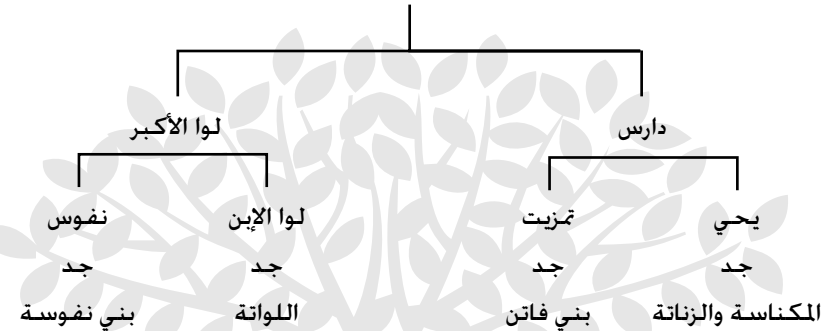 دارس لوا الأكبر
يحي تمزيت لوا الإبن نفوس
جد جد جد جد
المكناسة والزناتة بني فاتن اللواتة بني نفوسة